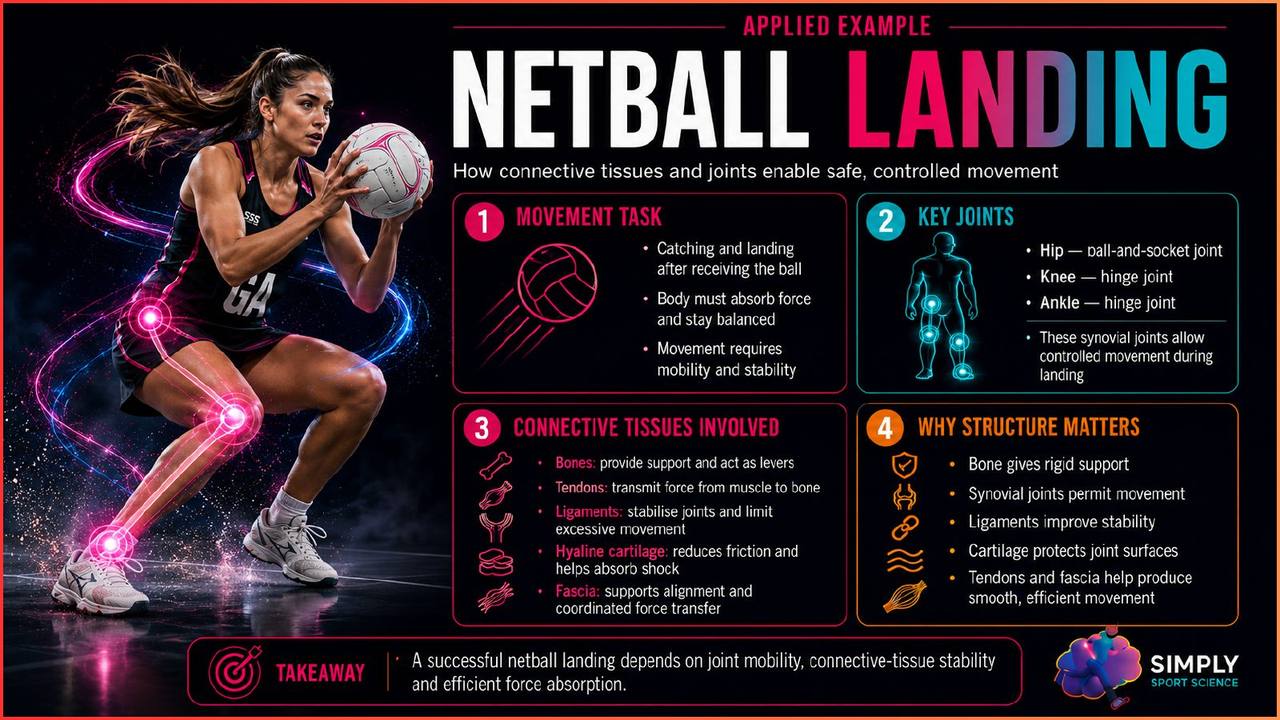 APPLIED EXAMPLE
NETBALL LANDING
How connective tissues and joints enable safe, controlled movement
SSS
GA
1 MOVEMENT TASK
• Catching and landing
after receiving the ball
• Body must absorb force
and stay balanced
• Movement requires
mobility and stability
2 KEY JOINTS
• Hip — ball-and-socket joint
• Knee — hinge joint
• Ankle — hinge joint
• These synovial joints allow
controlled movement during
landing
3 CONNECTIVE TISSUES INVOLVED
• Bones: provide support and act as levers
• Tendons: transmit force from muscle to bone
• Ligaments: stabilise joints and limit
excessive movement
• Hyaline cartilage: reduces friction and
helps absorb shock
• Fascia: supports alignment and
coordinated force transfer
4 WHY STRUCTURE MATTERS
• Bone gives rigid support
• Synovial joints permit movement
• Ligaments improve stability
• Cartilage protects joint surfaces
• Tendons and fascia help produce
smooth, efficient movement
TAKEAWAY
• A successful netball landing depends on joint mobility, connective-tissue stability
and efficient force absorption.
SIMPLY
SPORT SCIENCE